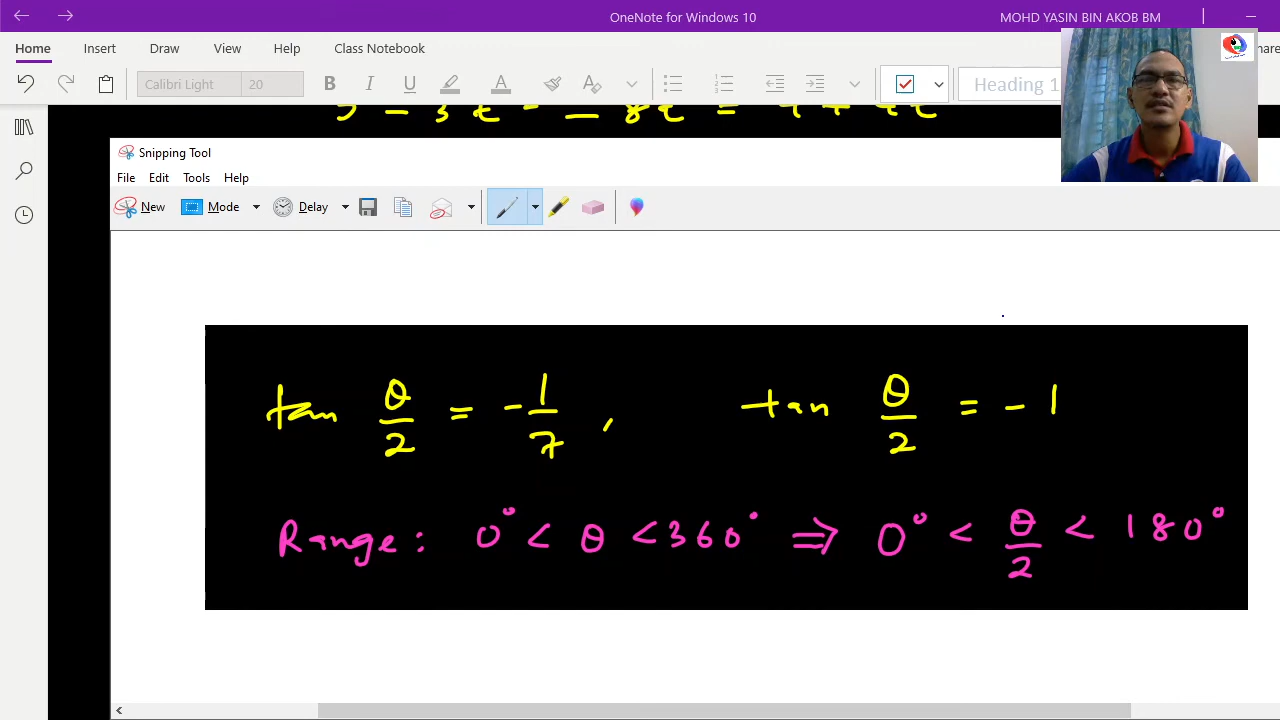 OneNote for Windows 10
MOHD YASIN BIN AKOB BM
Home Insert Draw View Help Class Notebook
Calibri Light 20 B I U A Heading 1
Snipping Tool
File Edit Tools Help
New Mode Delay
tan θ/2 = -1/7 , tan θ/2 = -1
Range: 0° < θ < 360° ⇒ 0° < θ/2 < 180°